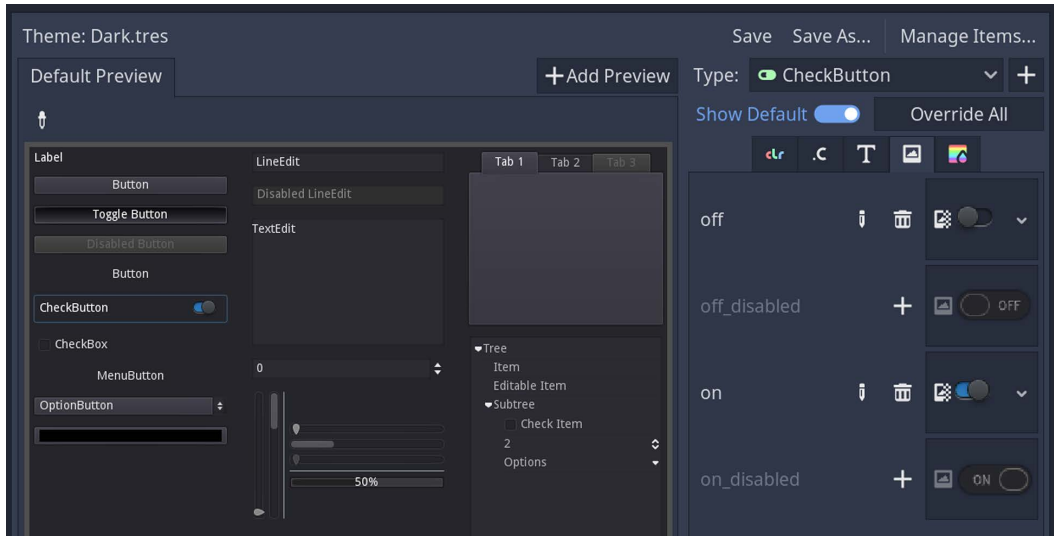 Theme: Dark.tres
Save Save As... Manage Items...
Default Preview
+Add Preview
Type: CheckButton
Show Default Override All
clr .C T
Label
Button
Toggle Button
Disabled Button
Button
CheckButton
CheckBox
MenuButton
OptionButton
LineEdit
Disabled LineEdit
TextEdit
0
50%
Tab 1 Tab 2 Tab 3
Tree
Item
Editable Item
Subtree
Check Item
2
Options
off
off_disabled OFF
on
on_disabled ON